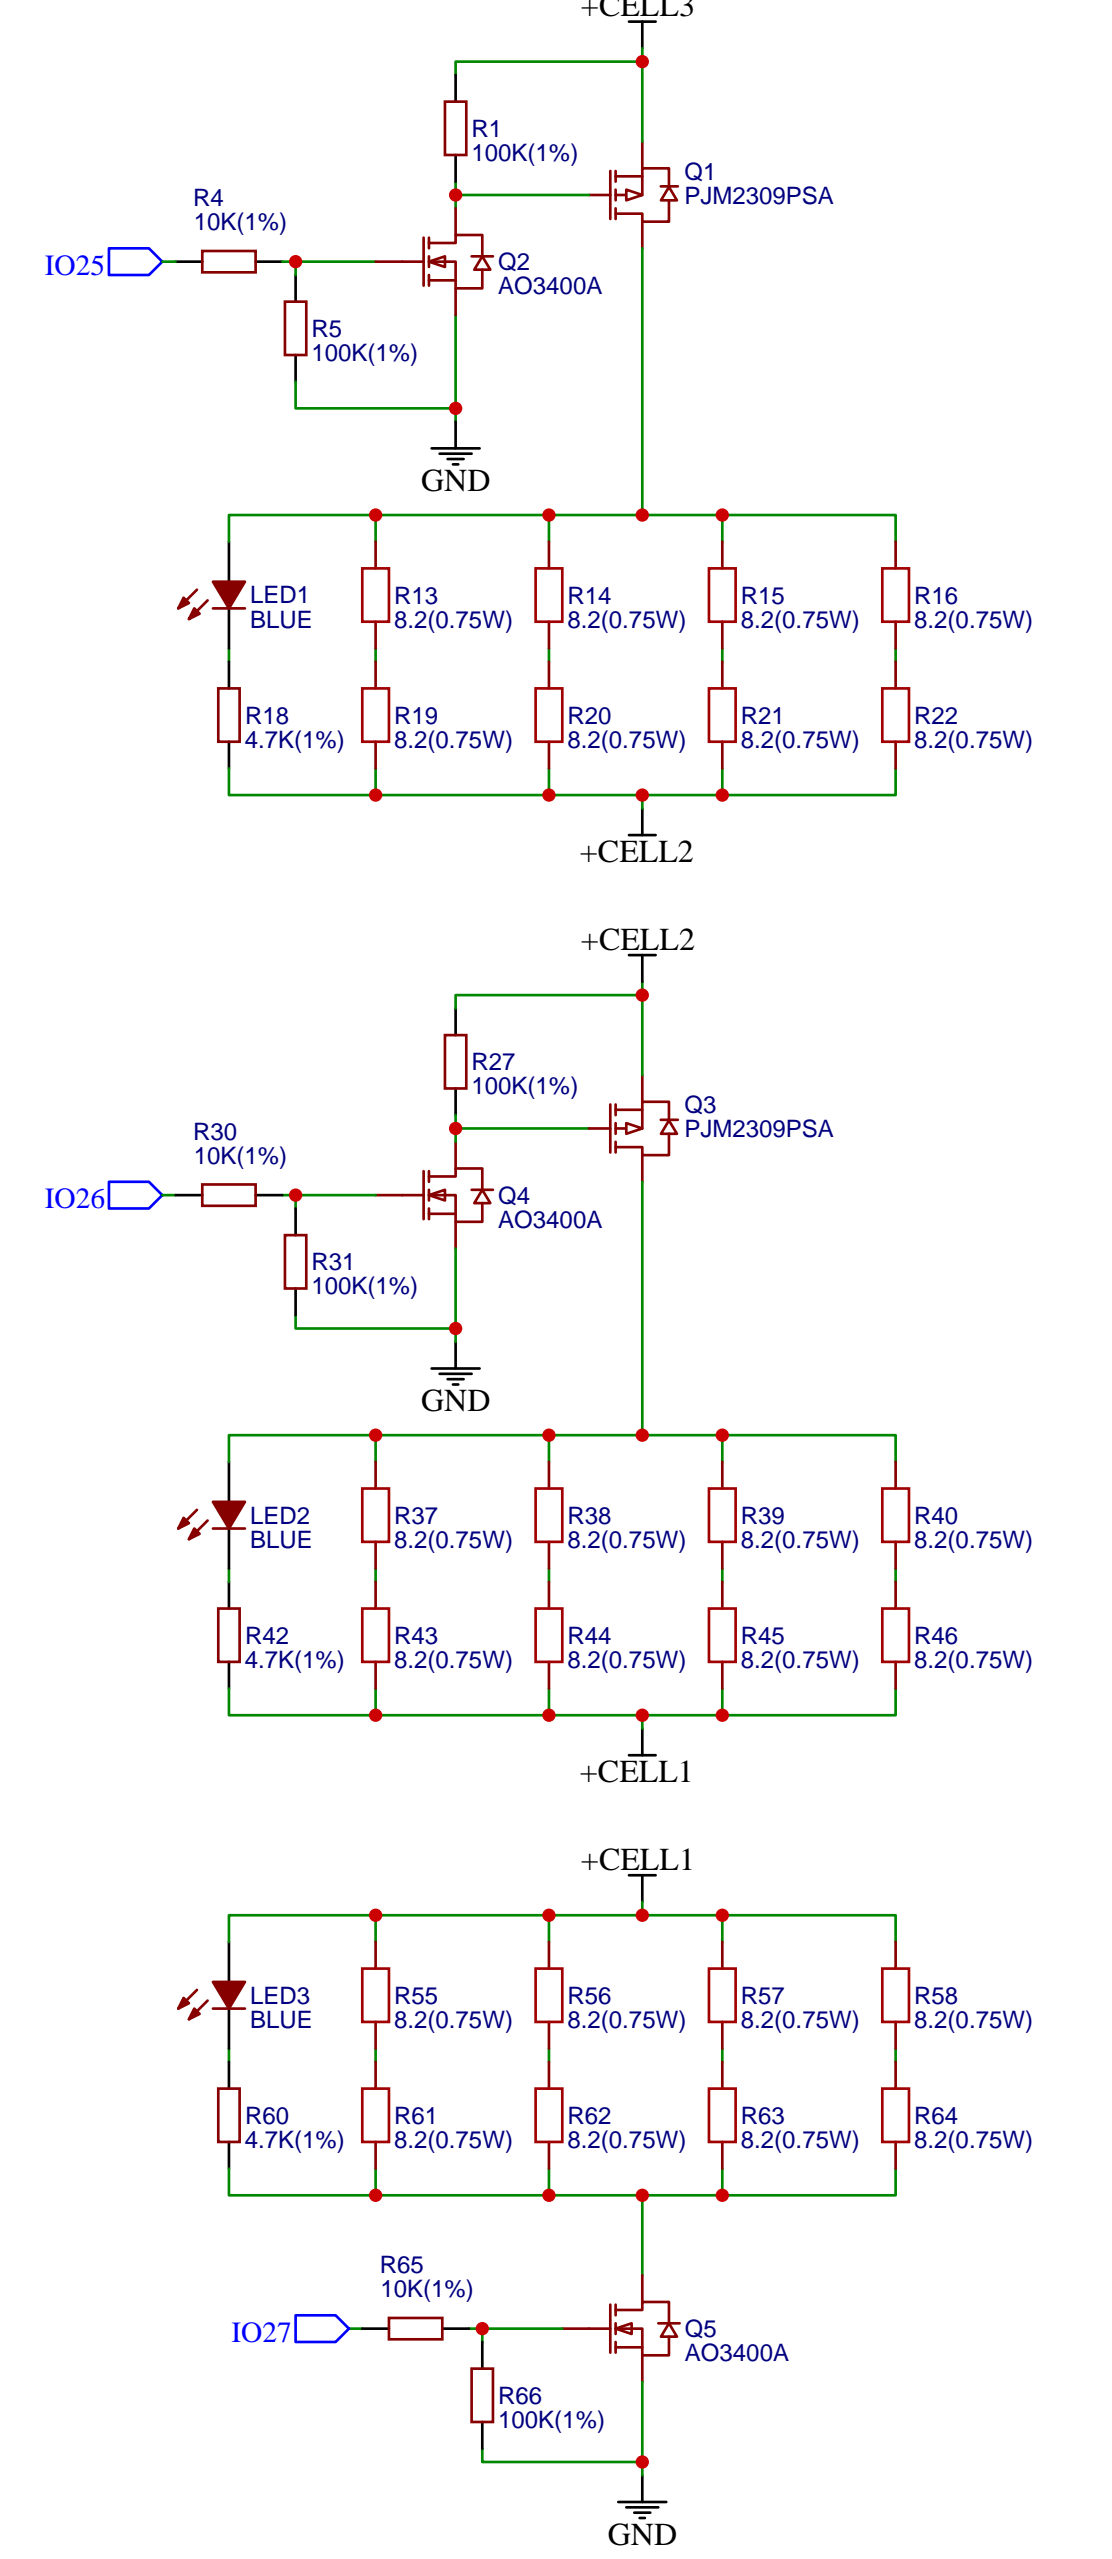 +CELL3
R1
100K(1%)
Q1
PJM2309PSA
R4
10K(1%)
IO25
Q2
AO3400A
R5
100K(1%)
GND
LED1
BLUE
R13
8.2(0.75W)
R14
8.2(0.75W)
R15
8.2(0.75W)
R16
8.2(0.75W)
R18
4.7K(1%)
R19
8.2(0.75W)
R20
8.2(0.75W)
R21
8.2(0.75W)
R22
8.2(0.75W)
+CELL2
+CELL2
R27
100K(1%)
Q3
PJM2309PSA
R30
10K(1%)
IO26
Q4
AO3400A
R31
100K(1%)
GND
LED2
BLUE
R37
8.2(0.75W)
R38
8.2(0.75W)
R39
8.2(0.75W)
R40
8.2(0.75W)
R42
4.7K(1%)
R43
8.2(0.75W)
R44
8.2(0.75W)
R45
8.2(0.75W)
R46
8.2(0.75W)
+CELL1
+CELL1
LED3
BLUE
R55
8.2(0.75W)
R56
8.2(0.75W)
R57
8.2(0.75W)
R58
8.2(0.75W)
R60
4.7K(1%)
R61
8.2(0.75W)
R62
8.2(0.75W)
R63
8.2(0.75W)
R64
8.2(0.75W)
R65
10K(1%)
IO27
Q5
AO3400A
R66
100K(1%)
GND